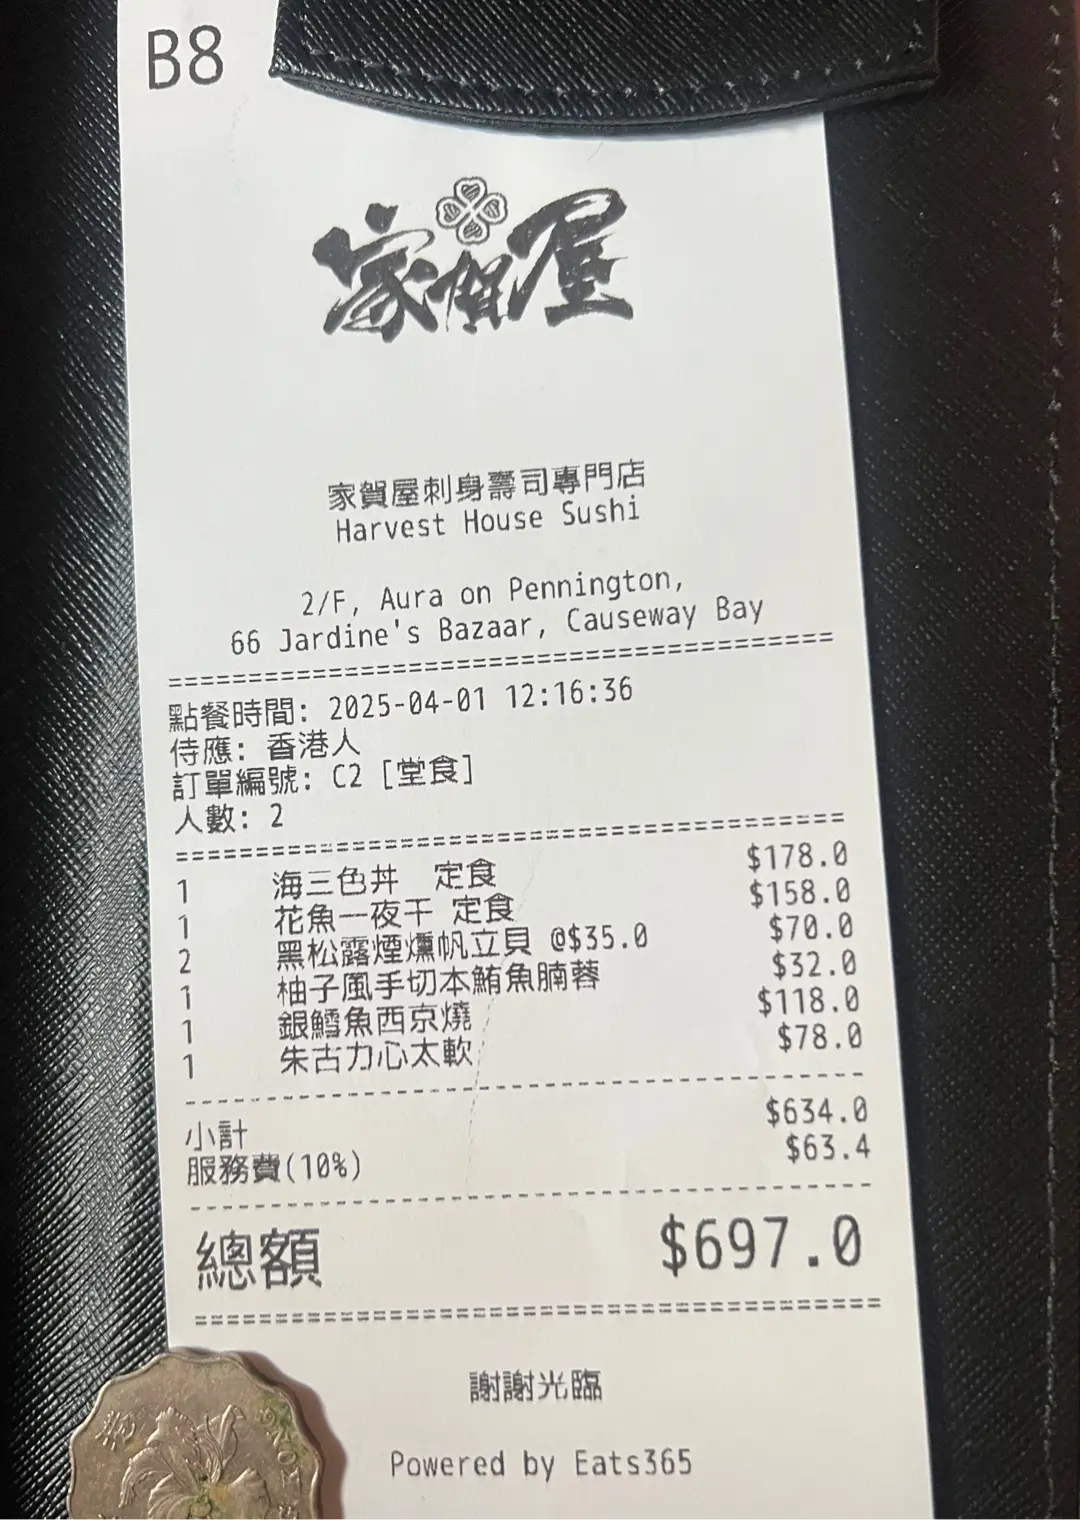 B8
家賀屋
家賀屋刺身壽司專門店
Harvest House Sushi
2/F, Aura on Pennington,
66 Jardine's Bazaar, Causeway Bay
========================================
點餐時間: 2025-04-01 12:16:36
侍應: 香港人
訂單編號: C2 [堂食]
人數: 2
========================================
1 海三色丼 定食 $178.0
1 花魚一夜干 定食 $158.0
2 黑松露煙燻帆立貝 @$35.0 $70.0
1 柚子風手切本鮪魚腩蓉 $32.0
1 銀鱈魚西京燒 $118.0
1 朱古力心太軟 $78.0
----------------------------------------
小計 $634.0
服務費(10%) $63.4
----------------------------------------
總額 $697.0
========================================
謝謝光臨
Powered by Eats365